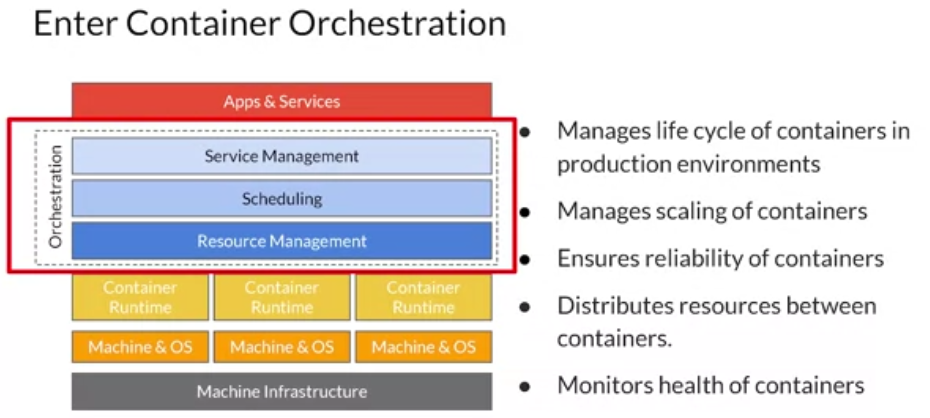 Enter Container Orchestration
Apps & Services
Orchestration
Service Management
Scheduling
Resource Management
Container Container Container
Runtime Runtime Runtime
Machine & OS Machine & OS Machine & OS
Machine Infrastructure
• Manages life cycle of containers in
production environments
• Manages scaling of containers
• Ensures reliability of containers
• Distributes resources between
containers.
• Monitors health of containers